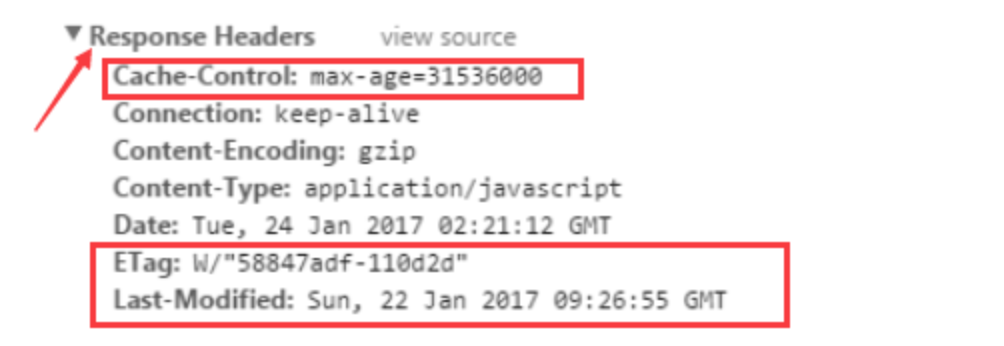 Response Headers view source
Cache-Control: max-age=31536000
Connection: keep-alive
Content-Encoding: gzip
Content-Type: application/javascript
Date: Tue, 24 Jan 2017 02:21:12 GMT
ETag: W/"58847adf-110d2d"
Last-Modified: Sun, 22 Jan 2017 09:26:55 GMT